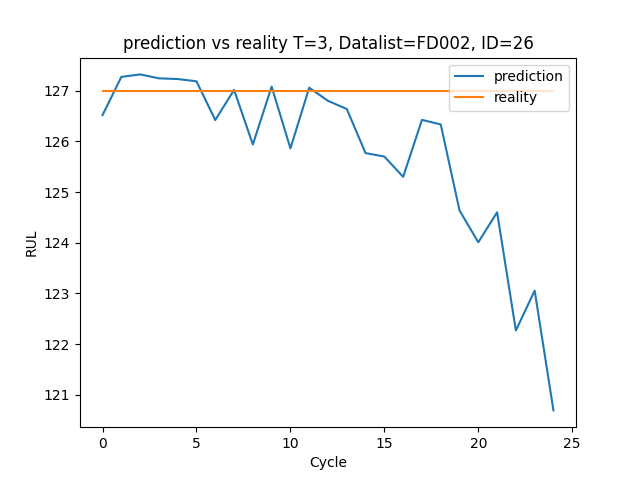 prediction vs reality T=3, Datalist=FD002, ID=26
prediction
reality
127
126
125
124
123
122
121
RUL
0 5 10 15 20 25
Cycle